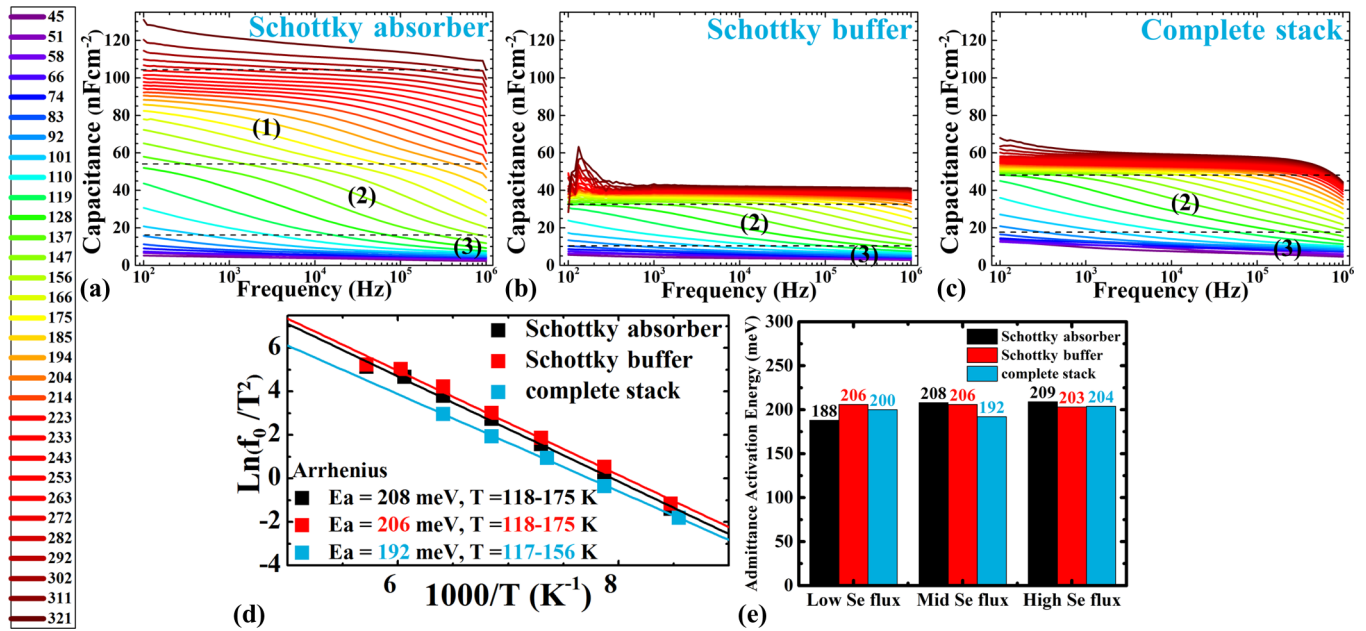 45
51
58
66
74
83
92
101
110
119
128
137
147
156
166
175
185
194
204
214
223
233
243
253
263
272
282
292
302
311
321
Schottky absorber
Capacitance (nFcm-2)
120
100
80
60
40
20
0
(1)
(2)
(3)
10² 10³ 10⁴ 10⁵ 10⁶
Frequency (Hz)
(a)
Schottky buffer
Capacitance (nFcm-2)
120
100
80
60
40
20
0
(2)
(3)
10² 10³ 10⁴ 10⁵ 10⁶
Frequency (Hz)
(b)
Complete stack
Capacitance (nFcm-2)
120
100
80
60
40
20
0
(2)
(3)
10² 10³ 10⁴ 10⁵ 10⁶
Frequency (Hz)
(c)
Ln(f₀/T²)
6
4
2
0
-2
-4
Schottky absorber
Schottky buffer
complete stack
Arrhenius
Ea = 208 meV, T =118-175 K
Ea = 206 meV, T =118-175 K
Ea = 192 meV, T =117-156 K
6 8
1000/T (K-1)
(d)
Admittance Activation Energy (meV)
300
250
200
150
100
50
0
Schottky absorber
Schottky buffer
complete stack
188 206 200
208 206 192
209 203 204
Low Se flux Mid Se flux High Se flux
(e)